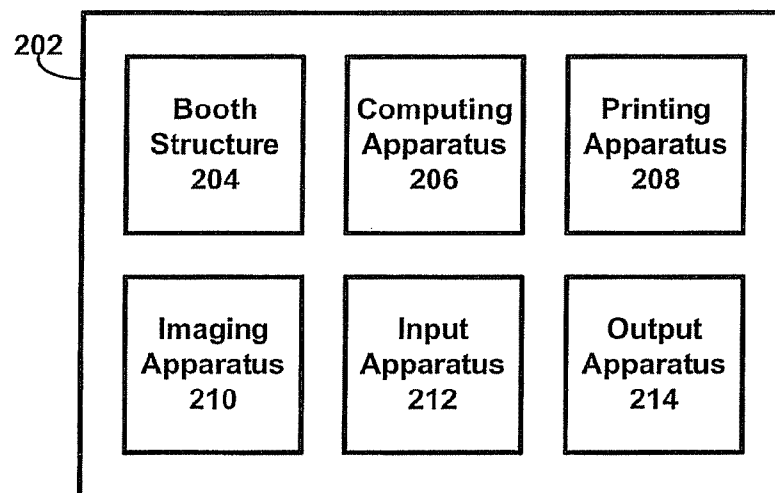 202
Booth
Structure
204
Computing
Apparatus
206
Printing
Apparatus
208
Imaging
Apparatus
210
Input
Apparatus
212
Output
Apparatus
214